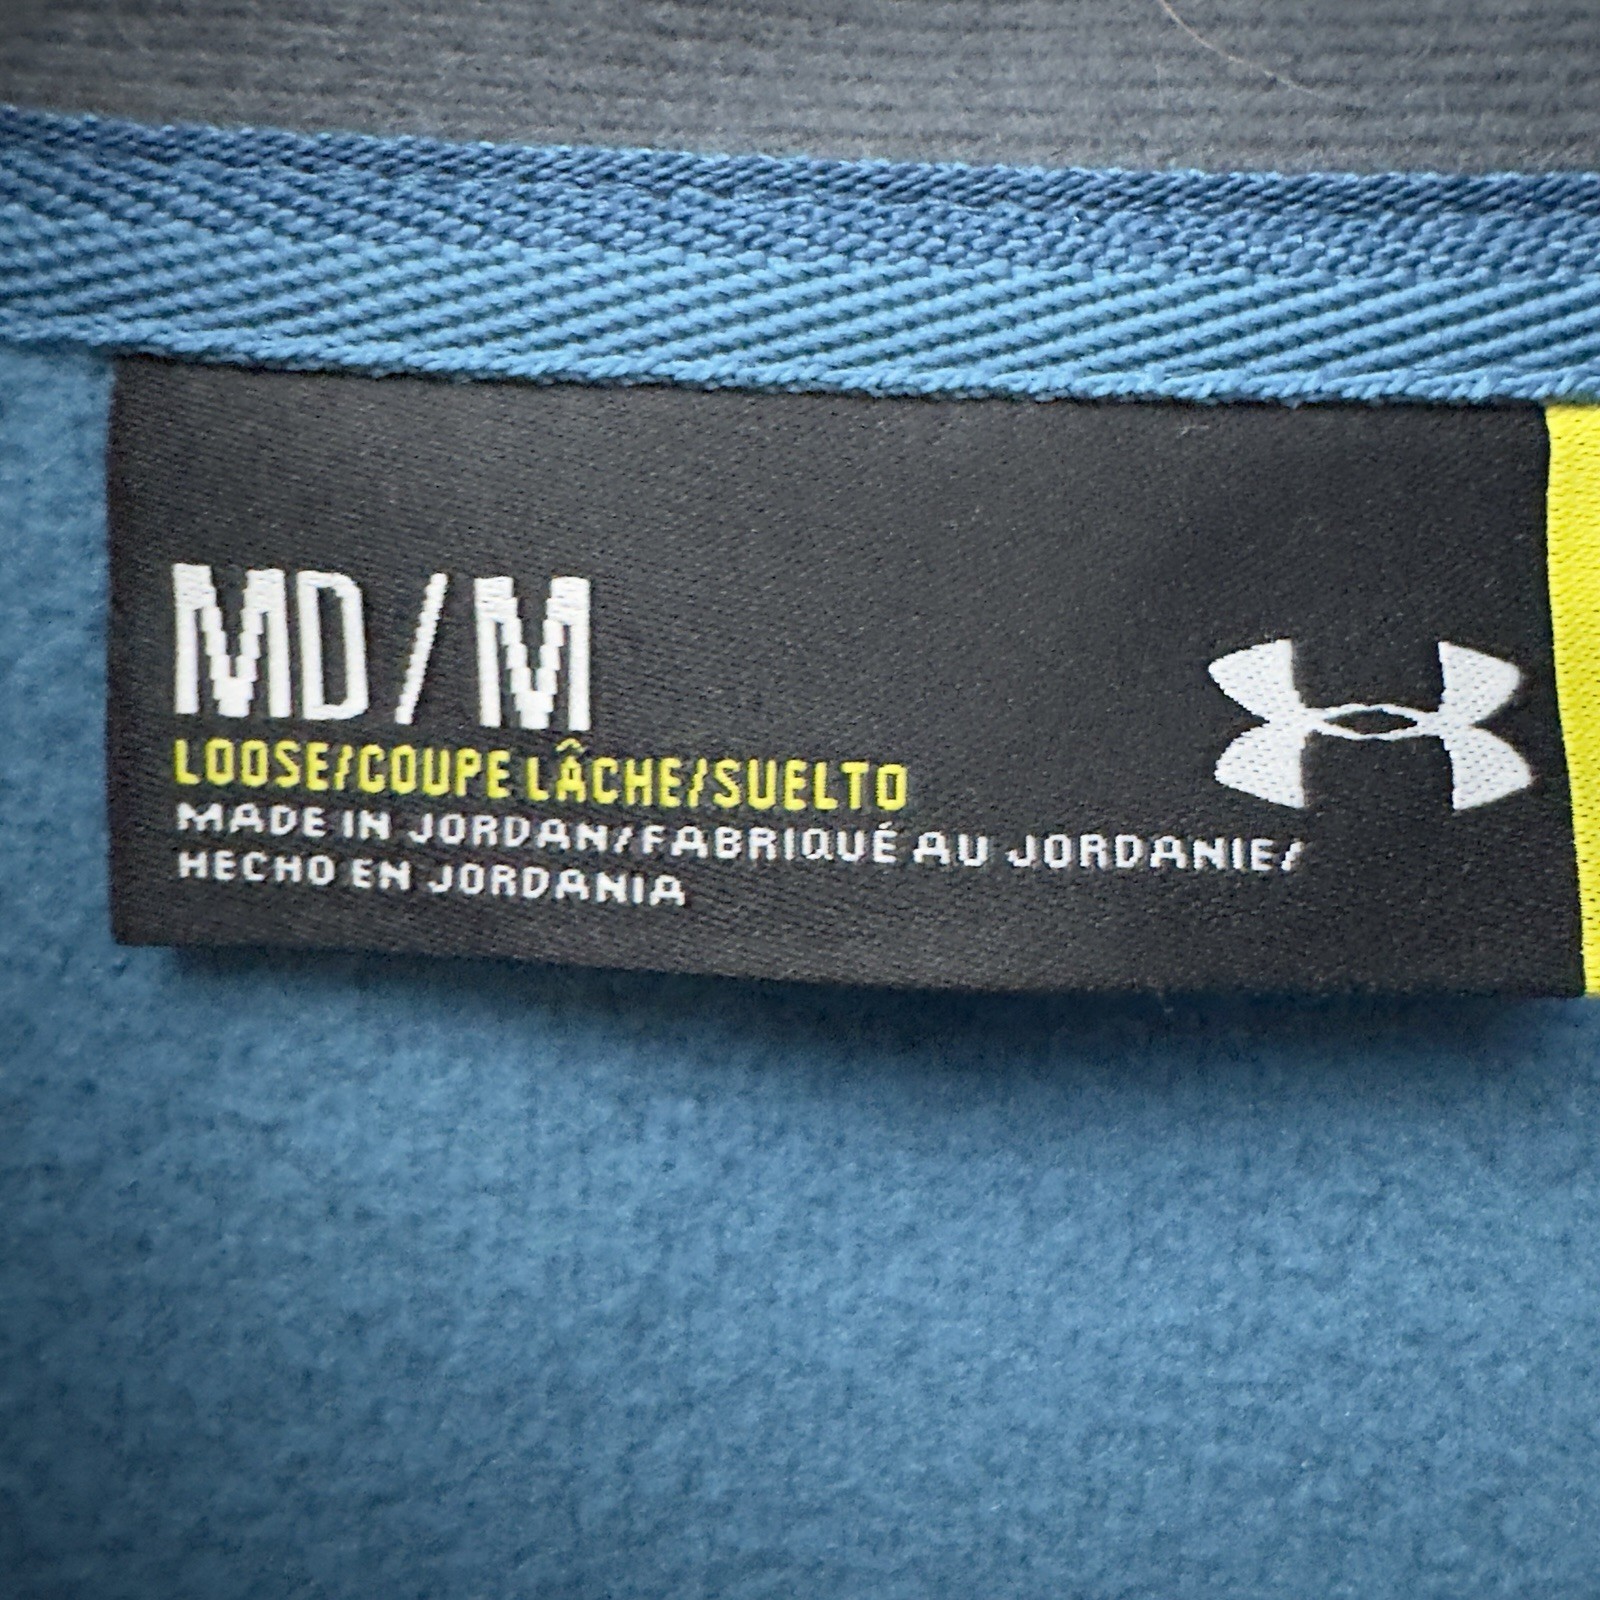 MD/M
LOOSE/COUPE LÂCHE/SUELTO
MADE IN JORDAN/FABRIQUÉ AU JORDANIE/
HECHO EN JORDANIA